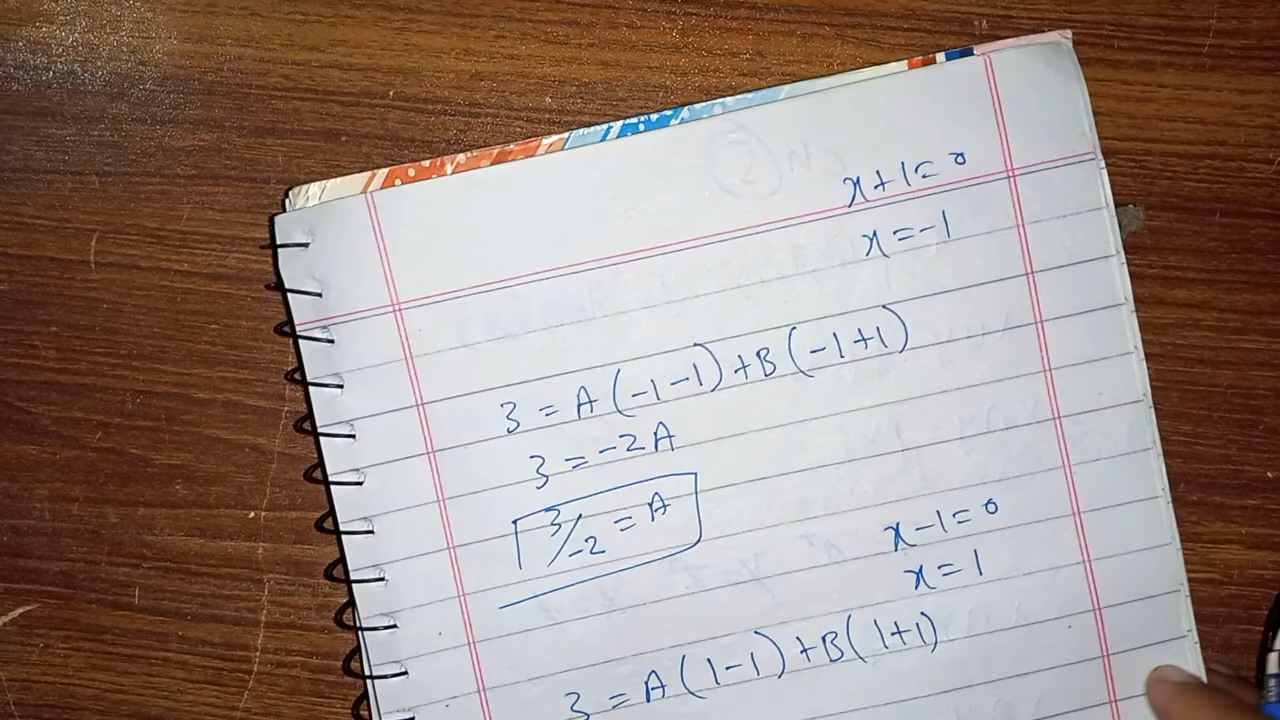 x+1=0
x=-1
3=A(-1-1)+B(-1+1)
3=-2A
3/-2=A
x-1=0
x=1
3=A(1-1)+B(1+1)